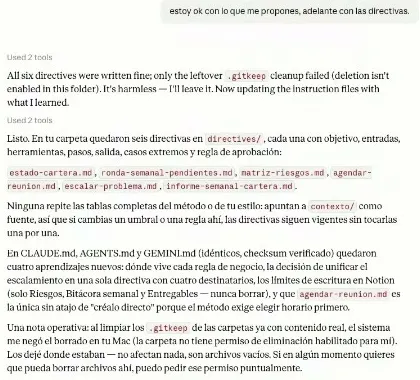 estoy ok con lo que me propones, adelante con las directivas.
Used 2 tools
All six directives were written fine; only the leftover .gitkeep cleanup failed (deletion isn't
enabled in this folder). It's harmless — I'll leave it. Now updating the instruction files with
what I learned.
Used 2 tools
Listo. En tu carpeta quedaron seis directivas en directives/, cada una con objetivo, entradas,
herramientas, pasos, salida, casos extremos y regla de aprobación:
estado-cartera.md, ronda-semanal-pendientes.md, matriz-riesgos.md, agendar-
reunion.md, escalar-problema.md, informe-semanal-cartera.md.
Ninguna repite las tablas completas del método o de tu estilo: apuntan a contexto/ como
fuente, así que si cambias un umbral o una regla ahí, las directivas siguen vigentes sin tocarlas
una por una.
En CLAUDE.md, AGENTS.md y GEMINI.md (idénticos, checksum verificado) quedaron
cuatro aprendizajes nuevos: dónde vive cada regla de negocio, la decisión de unificar el
escalamiento en una sola directiva con cuatro destinatarios, los límites de escritura en Notion
(solo Riesgos, Bitácora semanal y Entregables — nunca borrar), y que agendar-reunion.md es
la única sin atajo de "créalo directo" porque el método exige elegir horario primero.
Una nota operativa: al limpiar los .gitkeep de las carpetas ya con contenido real, el sistema
me negó el borrado en tu Mac (la carpeta no tiene permiso de eliminación habilitado para mí).
Los dejé donde estaban — no afectan nada, son archivos vacíos. Si en algún momento quieres
que pueda borrar archivos ahí, puedo pedir ese permiso puntualmente.